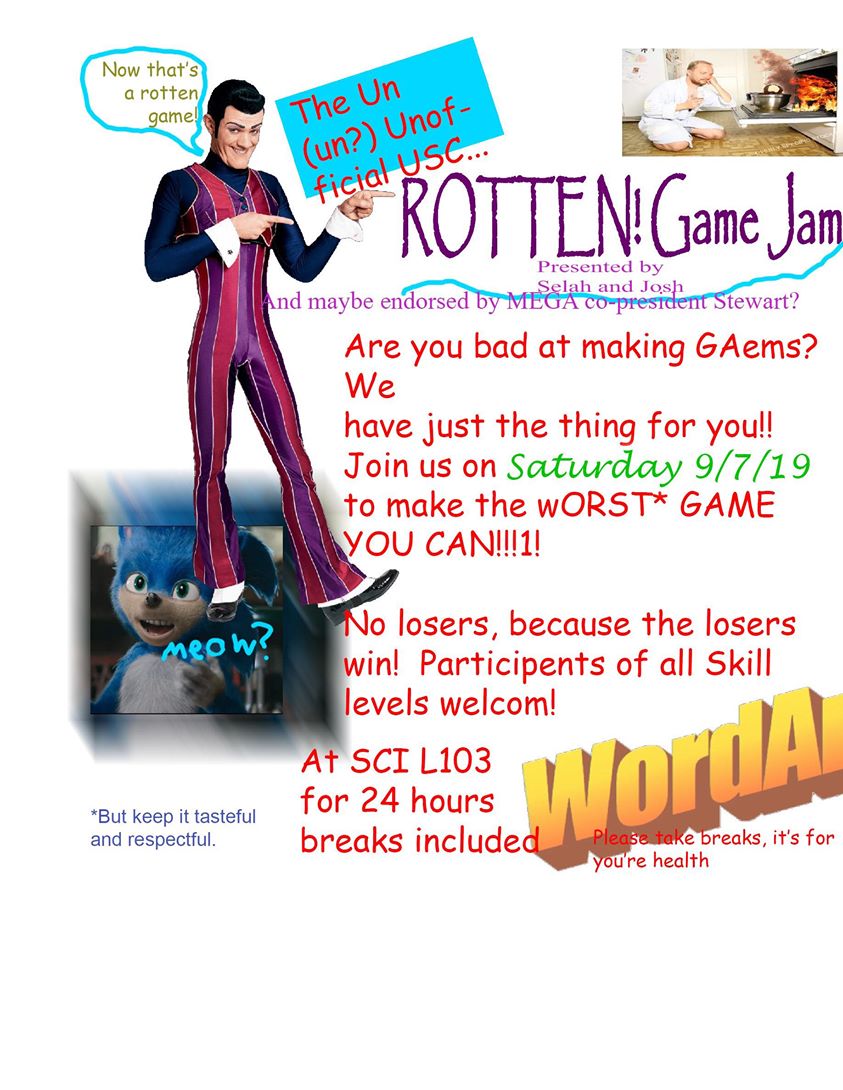 Now that's
a rotten
game!
The Un
(un?) Unof-
ficial USC...
ROTTEN! Game Jam
Presented by
Selah and Josh
And maybe endorsed by MEGA co-president Stewart?
Are you bad at making GAems?
We
have just the thing for you!!
Join us on Saturday 9/7/19
to make the wORST* GAME
YOU CAN!!!1!
meow?
No losers, because the losers
win! Participents of all Skill
levels welcom!
At SCI L103
for 24 hours
breaks included
WordAr
*But keep it tasteful
and respectful.
Please take breaks, it's for
you're health